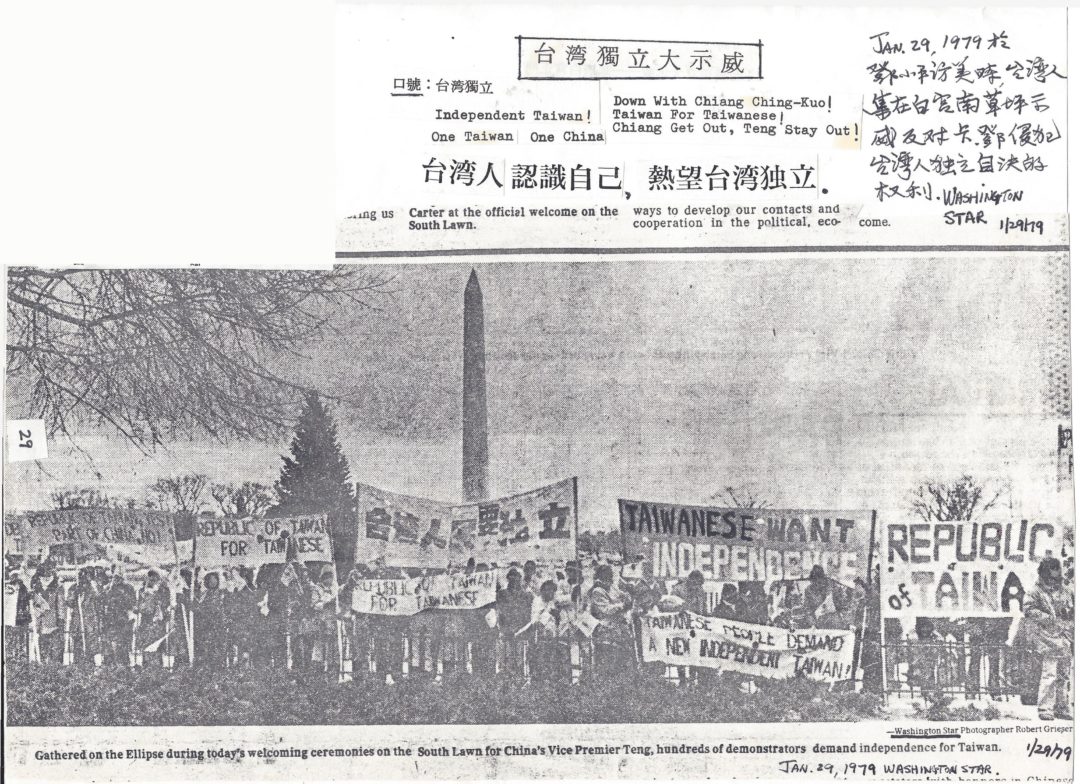 台湾獨立大示威
口號：台湾獨立
Independent Taiwan!
One Taiwan One China
Down With Chiang Ching-Kuo!
Taiwan For Taiwanese!
Chiang Get Out, Teng Stay Out!
台湾人認識自己，熱望台湾独立.
JAN. 29, 1979 於
鄧小平访美時, 台湾人
集在白宮南草坪示
威反对卡.鄧侵犯
台湾人独立自決的
权利. WASHINGTON
STAR 1/29/79
us Carter at the official welcome on the
South Lawn.
ways to develop our contacts and
cooperation in the political, eco-
come.
29
PART OF CHINA, NO!
REPUBLIC OF TAIWAN
FOR TAIWANESE
台湾人民要独立
REPUBLIC OF TAIWAN
FOR TAIWANESE
TAIWANESE WANT
INDEPENDENCE
TAIWANESE PEOPLE DEMAND
A NEW INDEPENDENT TAIWAN!
REPUBLIC
of TAIWA
—Washington Star Photographer Robert Grieser
Gathered on the Ellipse during today's welcoming ceremonies on the South Lawn for China's Vice Premier Teng, hundreds of demonstrators demand independence for Taiwan.
1/29/79
JAN. 29, 1979 WASHINGTON STAR.